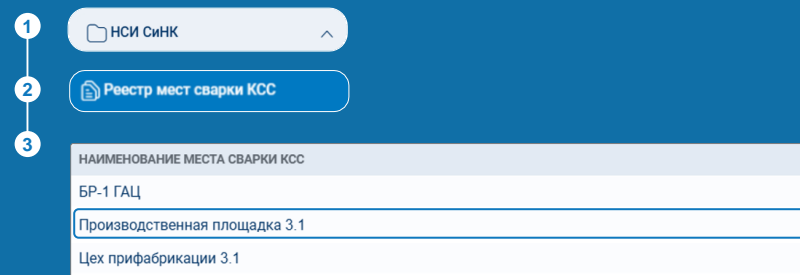 1
НСИ СиНК
2
Реестр мест сварки КСС
3
НАИМЕНОВАНИЕ МЕСТА СВАРКИ КСС
БР-1 ГАЦ
Производственная площадка 3.1
Цех прифабрикации 3.1